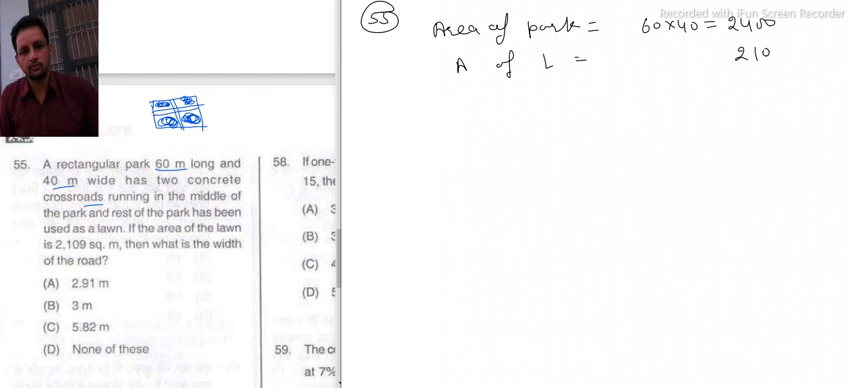 Recorded with iFun Screen Recorder
55
Area of park = 60 × 40 = 2400
A of L = 210
55. A rectangular park 60 m long and
40 m wide has two concrete
crossroads running in the middle of
the park and rest of the park has been
used as a lawn. If the area of the lawn
is 2,109 sq. m, then what is the width
of the road?
(A) 2.91 m
(B) 3 m
(C) 5.82 m
(D) None of these
58. If one-
15, the
(A) 3
(B)
(C) 4
(D) 5
59. The c
at 7%